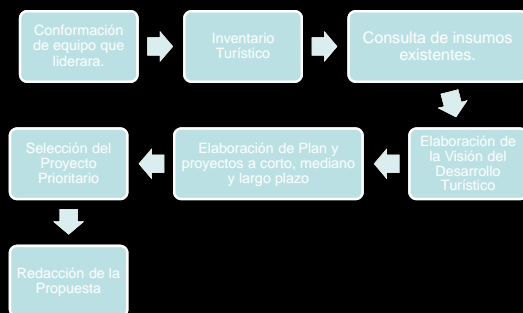 Conformación
de equipo que
liderara.
Inventario
Turístico
Consulta de insumos
existentes.
Elaboración de
la Visión del
Desarrollo
Turístico
Elaboración de Plan y
proyectos a corto, mediano
y largo plazo
Selección del
Proyecto
Prioritario
Redacción de la
Propuesta